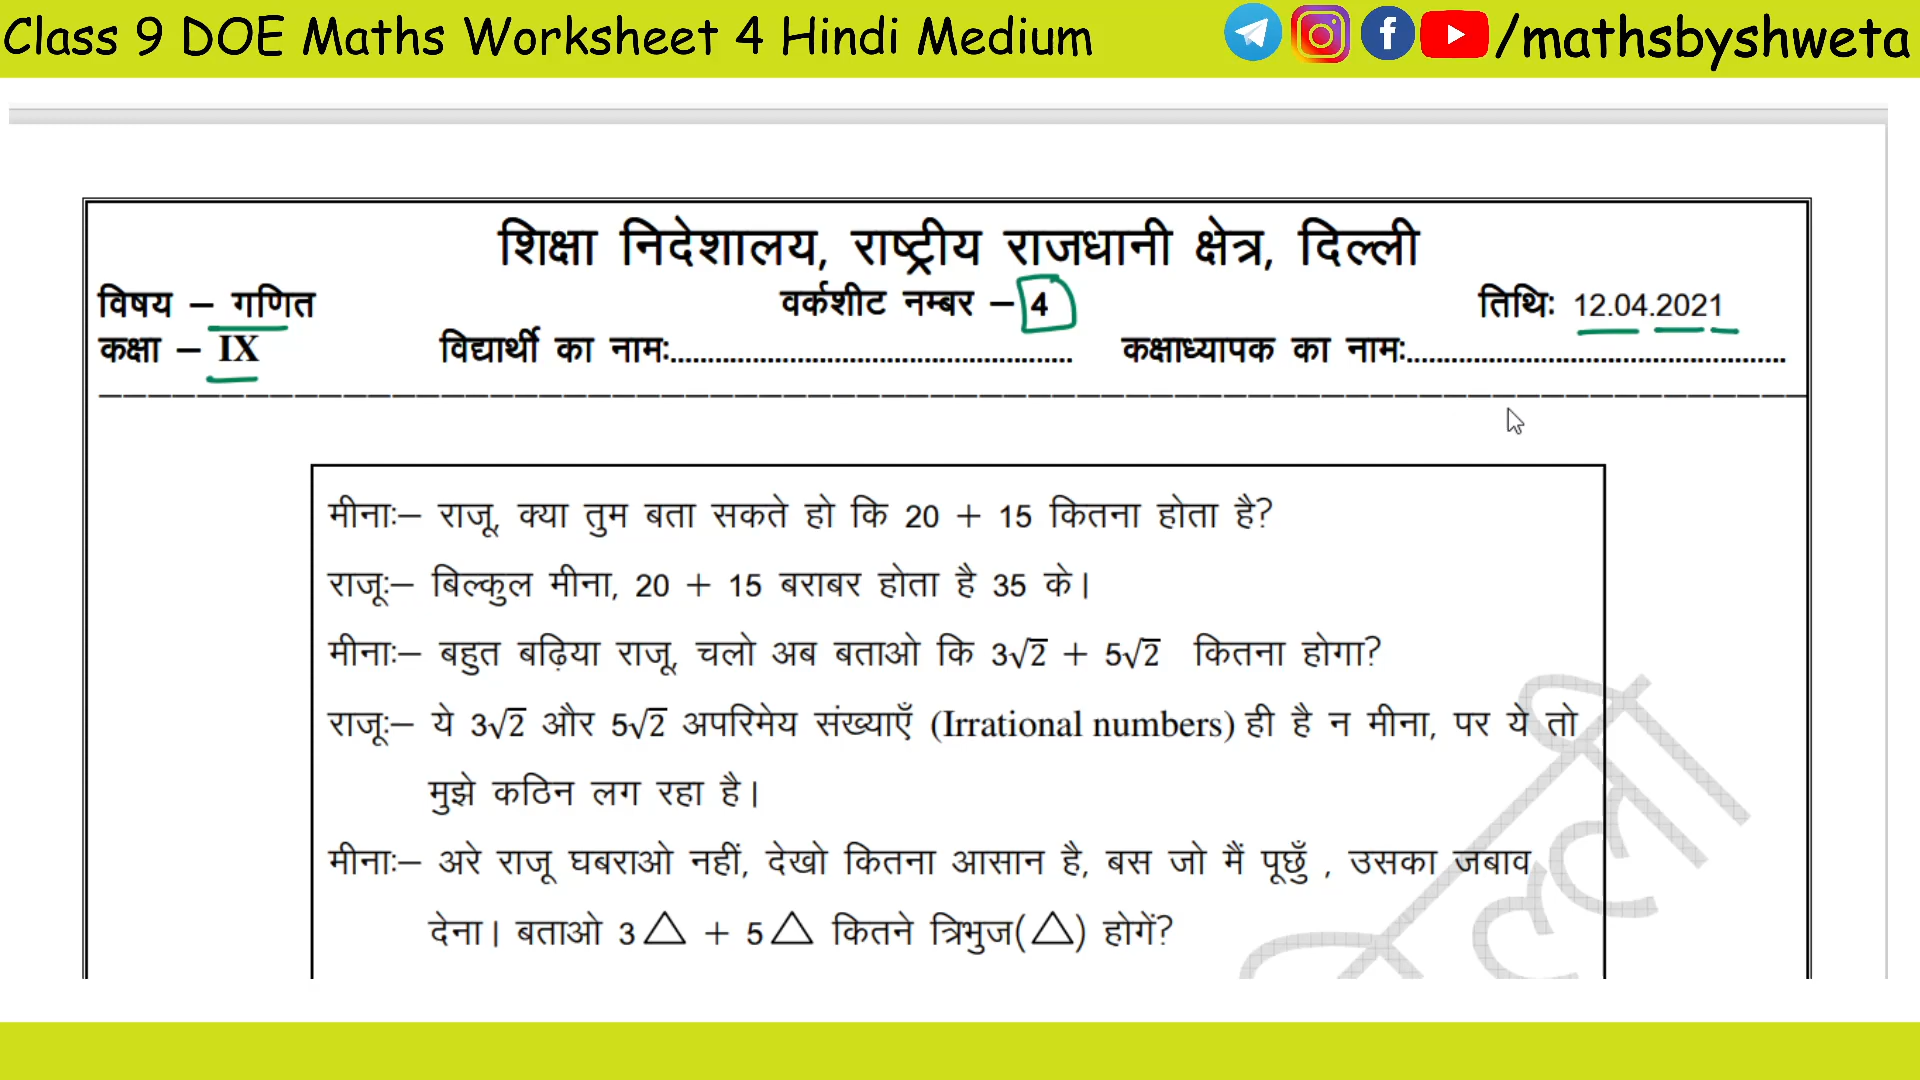 Class 9 DOE Maths Worksheet 4 Hindi Medium
/mathsbyshweta
शिक्षा निदेशालय, राष्ट्रीय राजधानी क्षेत्र, दिल्ली
विषय – गणित वर्कशीट नम्बर – 4 तिथिः 12.04.2021
कक्षा – IX विद्यार्थी का नामः...................................................... कक्षाध्यापक का नामः...................................................
मीनाः– राजू, क्या तुम बता सकते हो कि 20 + 15 कितना होता है?
राजूः– बिल्कुल मीना, 20 + 15 बराबर होता है 35 के।
मीनाः– बहुत बढ़िया राजू, चलो अब बताओ कि 3√2 + 5√2 कितना होगा?
राजूः– ये 3√2 और 5√2 अपरिमेय संख्याएँ (Irrational numbers) ही है न मीना, पर ये तो
मुझे कठिन लग रहा है।
मीनाः– अरे राजू घबराओ नहीं, देखो कितना आसान है, बस जो मैं पूछुँ , उसका जबाव
देना। बताओ 3△ + 5△ कितने त्रिभुज(△) होगें?